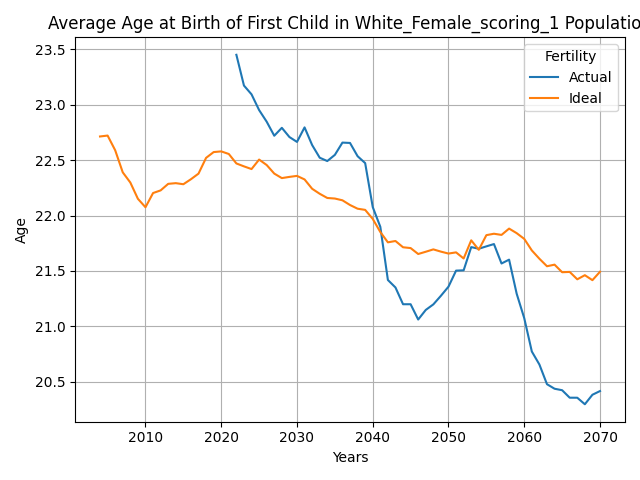 Average Age at Birth of First Child in White_Female_scoring_1 Populatio
Fertility
Actual
Ideal
23.5
23.0
22.5
22.0
21.5
21.0
20.5
Age
2010 2020 2030 2040 2050 2060 2070
Years